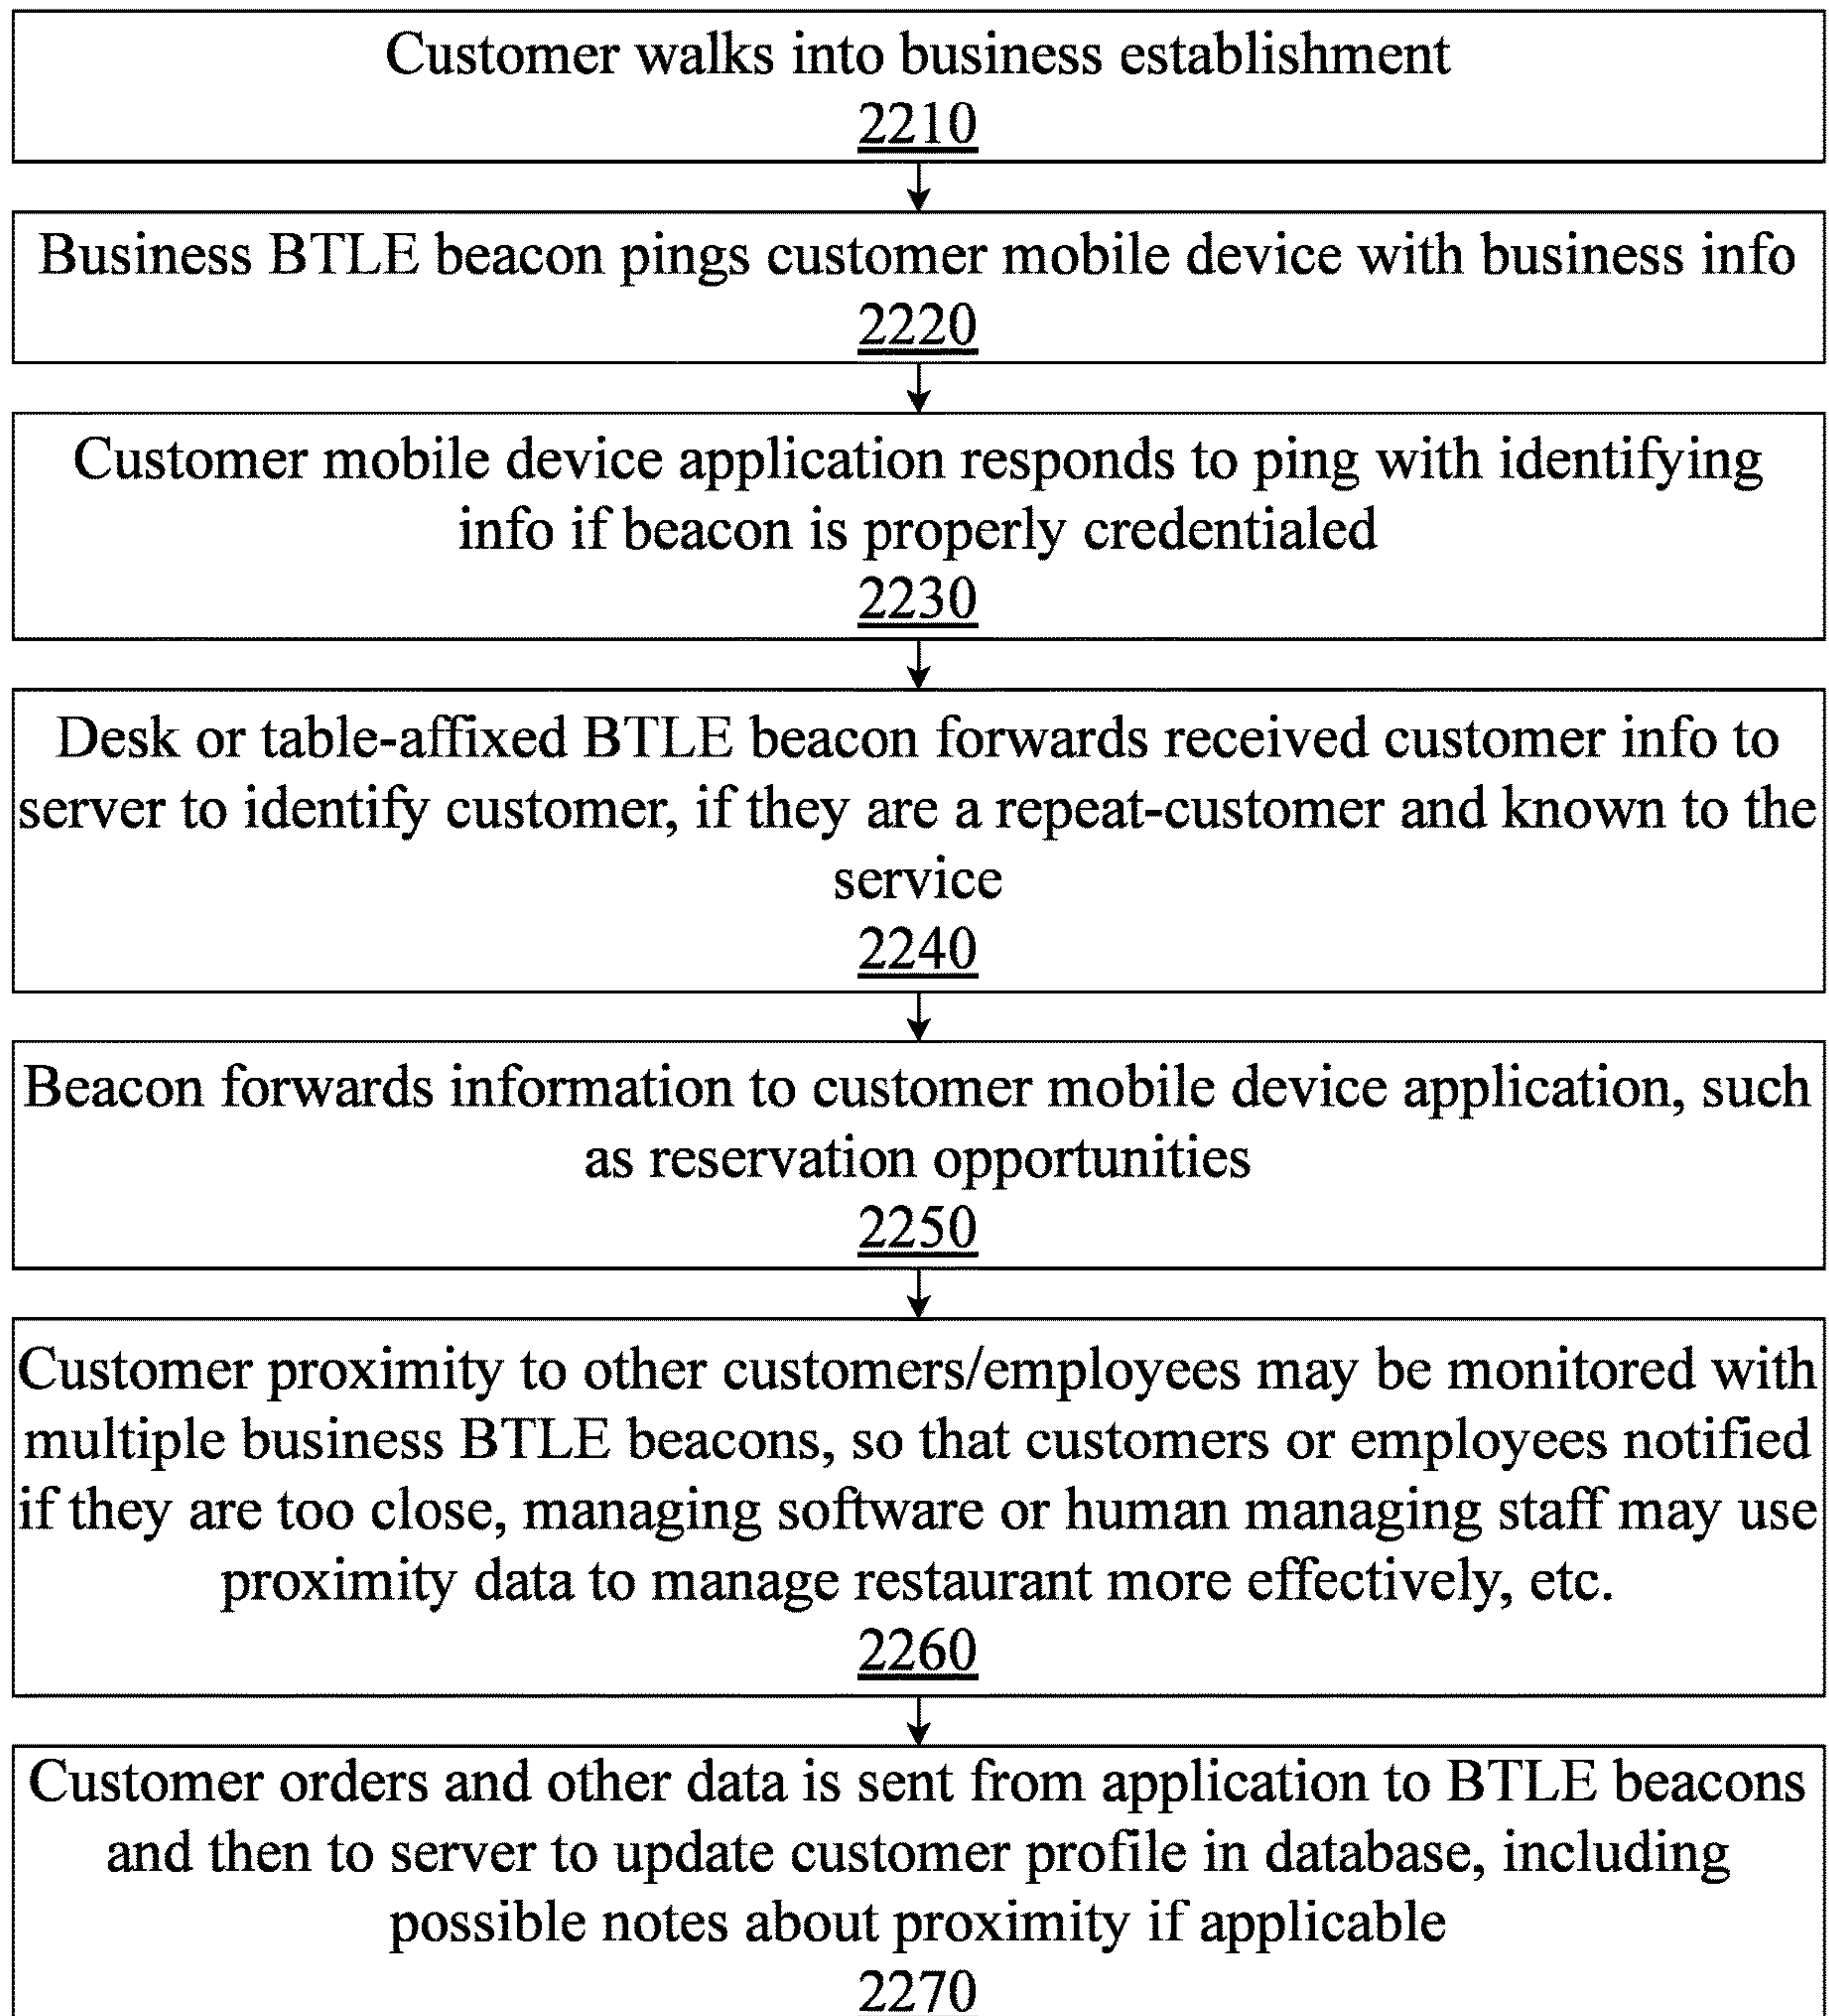 Customer walks into business establishment
2210
Business BTLE beacon pings customer mobile device with business info
2220
Customer mobile device application responds to ping with identifying
info if beacon is properly credentialed
2230
Desk or table-affixed BTLE beacon forwards received customer info to
server to identify customer, if they are a repeat-customer and known to the
service
2240
Beacon forwards information to customer mobile device application, such
as reservation opportunities
2250
Customer proximity to other customers/employees may be monitored with
multiple business BTLE beacons, so that customers or employees notified
if they are too close, managing software or human managing staff may use
proximity data to manage restaurant more effectively, etc.
2260
Customer orders and other data is sent from application to BTLE beacons
and then to server to update customer profile in database, including
possible notes about proximity if applicable
2270